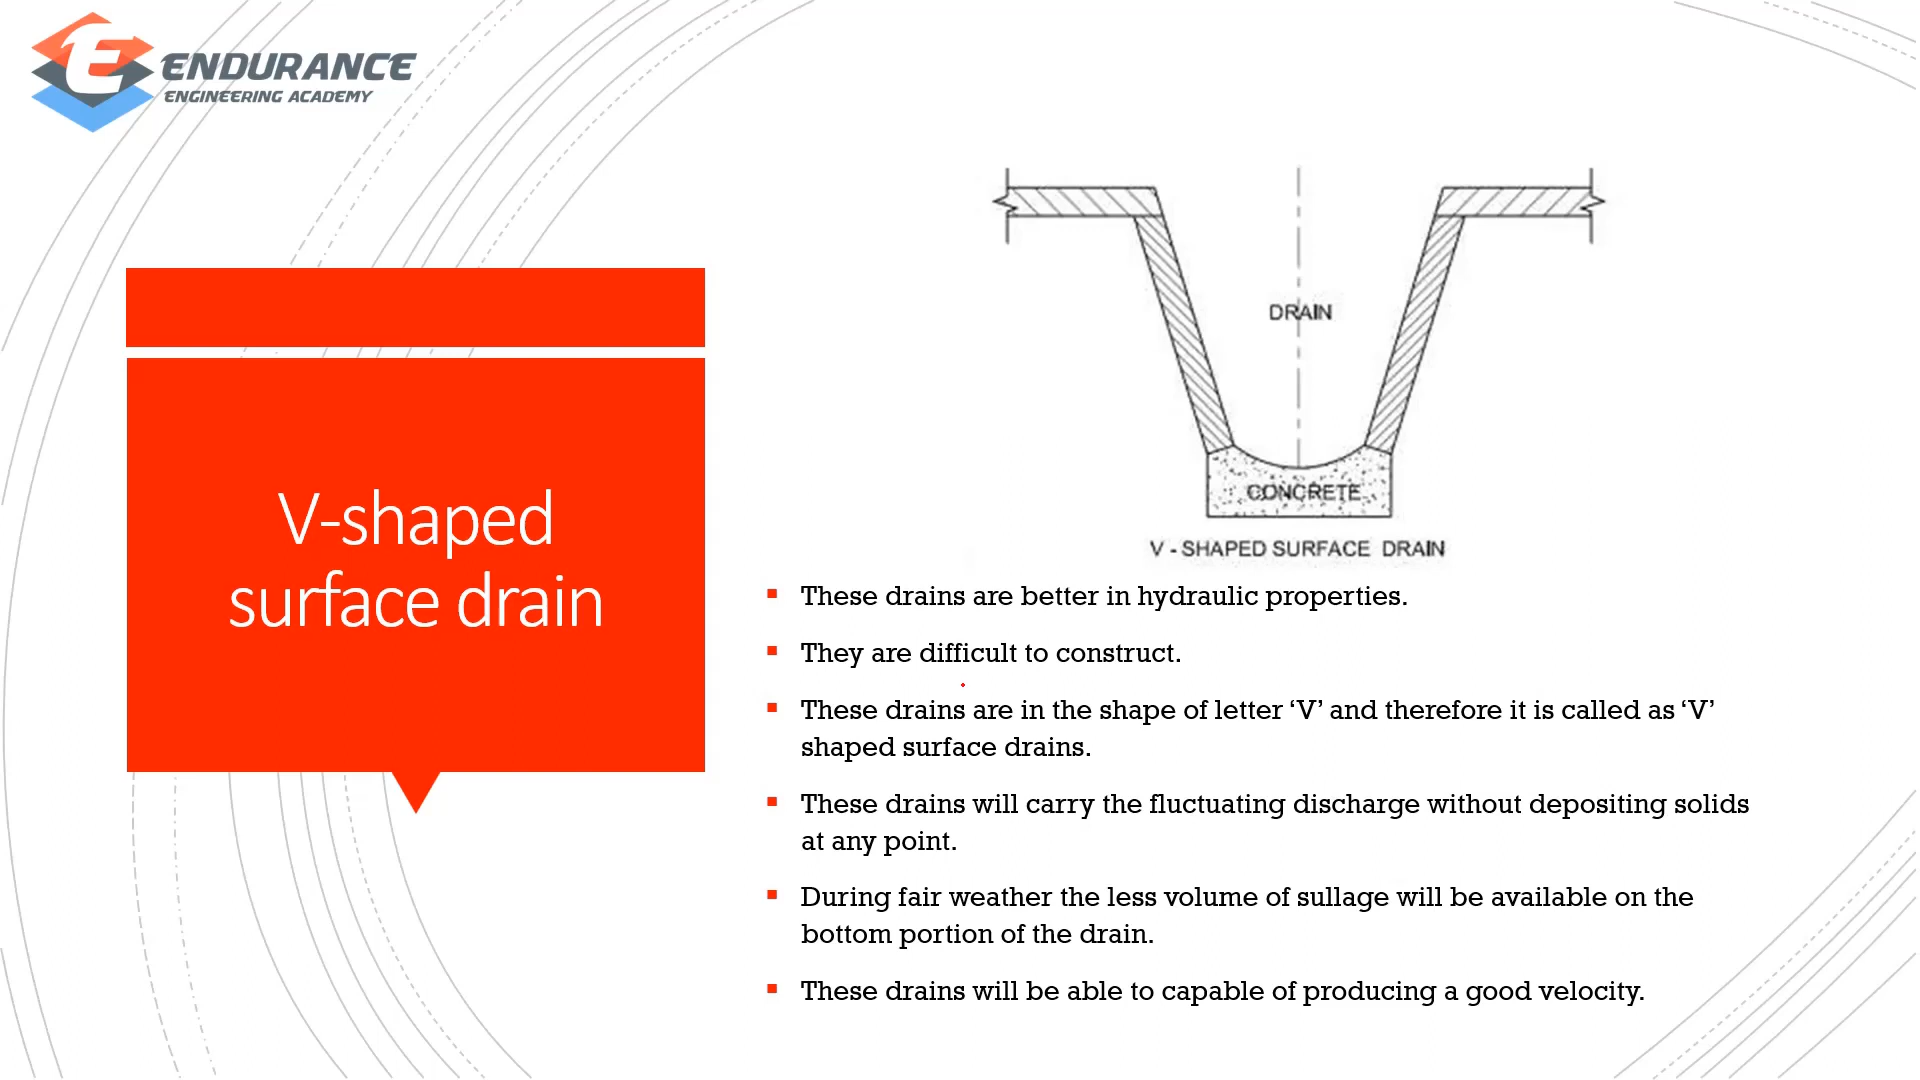 ENDURANCE
ENGINEERING ACADEMY
V-shaped
surface drain
DRAIN
CONCRETE
V - SHAPED SURFACE DRAIN
These drains are better in hydraulic properties.
They are difficult to construct.
These drains are in the shape of letter ‘V’ and therefore it is called as ‘V’
shaped surface drains.
These drains will carry the fluctuating discharge without depositing solids
at any point.
During fair weather the less volume of sullage will be available on the
bottom portion of the drain.
These drains will be able to capable of producing a good velocity.